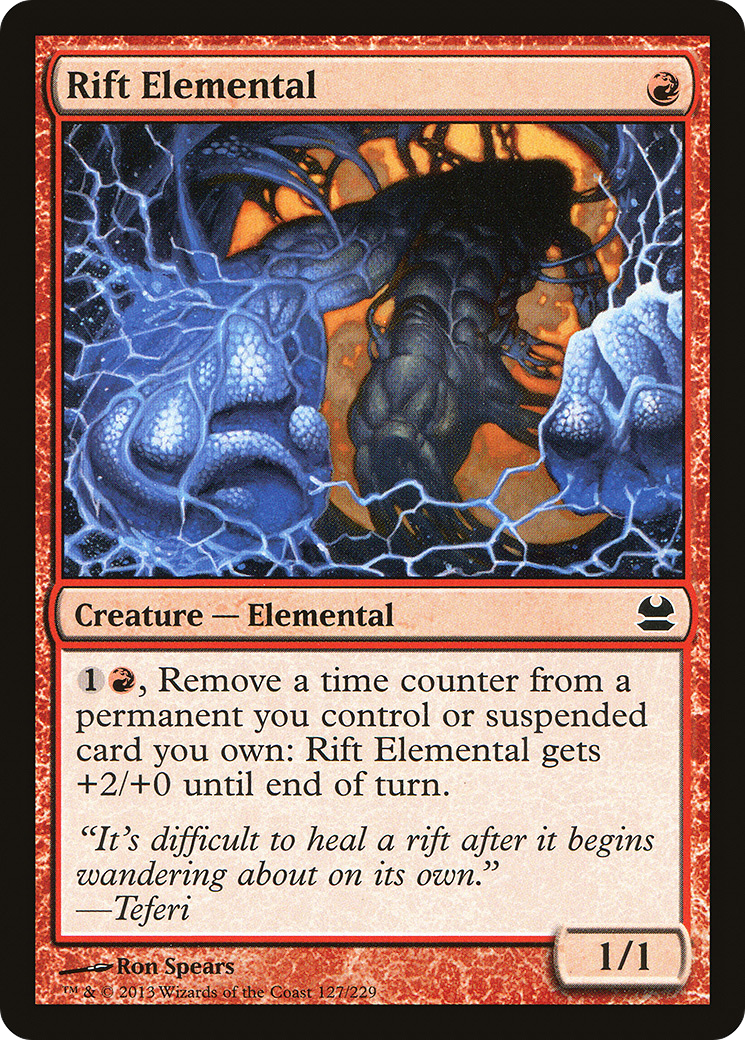 Rift Elemental
Creature — Elemental
1, Remove a time counter from a
permanent you control or suspended
card you own: Rift Elemental gets
+2/+0 until end of turn.
“It’s difficult to heal a rift after it begins
wandering about on its own.”
—Teferi
1/1
Ron Spears
™ & © 2013 Wizards of the Coast 127/229